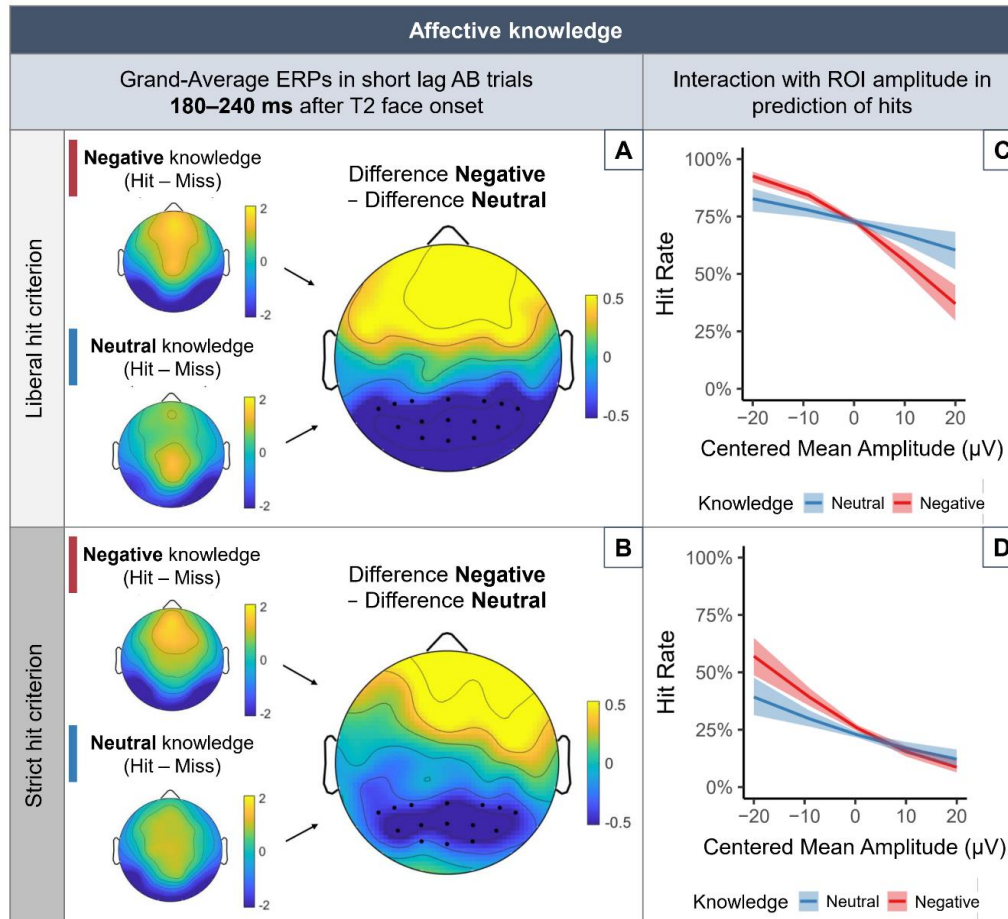 Affective knowledge
Grand-Average ERPs in short lag AB trials
180–240 ms after T2 face onset
Interaction with ROI amplitude in
prediction of hits
Liberal hit criterion
Negative knowledge
(Hit – Miss)
2
0
-2
Neutral knowledge
(Hit – Miss)
2
0
-2
A
Difference Negative
– Difference Neutral
0.5
0
-0.5
C
100%
75%
50%
25%
0%
Hit Rate
−20 −10 0 10 20
Centered Mean Amplitude (µV)
Knowledge Neutral Negative
Strict hit criterion
Negative knowledge
(Hit – Miss)
2
0
-2
Neutral knowledge
(Hit – Miss)
2
0
-2
B
Difference Negative
– Difference Neutral
0.5
0
-0.5
D
100%
75%
50%
25%
0%
Hit Rate
−20 −10 0 10 20
Centered Mean Amplitude (µV)
Knowledge Neutral Negative